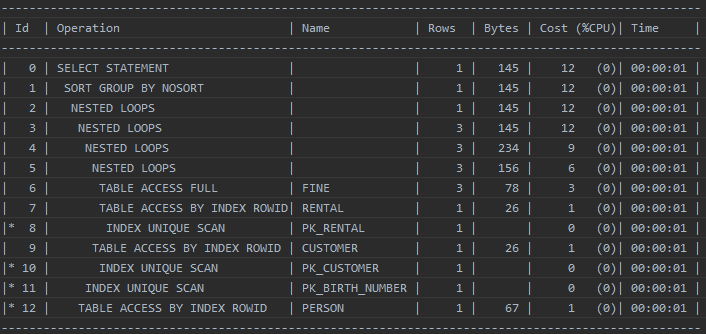 ---------------------------------------------------------------------------------------------------
| Id  | Operation                        | Name            | Rows  | Bytes | Cost (%CPU)| Time     |
---------------------------------------------------------------------------------------------------
|   0 | SELECT STATEMENT                 |                 |     1 |   145 |    12   (0)| 00:00:01 |
|   1 |  SORT GROUP BY NOSORT            |                 |     1 |   145 |    12   (0)| 00:00:01 |
|   2 |   NESTED LOOPS                   |                 |     1 |   145 |    12   (0)| 00:00:01 |
|   3 |    NESTED LOOPS                  |                 |     3 |   145 |    12   (0)| 00:00:01 |
|   4 |     NESTED LOOPS                 |                 |     3 |   234 |     9   (0)| 00:00:01 |
|   5 |      NESTED LOOPS                |                 |     3 |   156 |     6   (0)| 00:00:01 |
|   6 |       TABLE ACCESS FULL          | FINE            |     3 |    78 |     3   (0)| 00:00:01 |
|   7 |       TABLE ACCESS BY INDEX ROWID| RENTAL          |     1 |    26 |     1   (0)| 00:00:01 |
|*  8 |        INDEX UNIQUE SCAN         | PK_RENTAL       |     1 |       |     0   (0)| 00:00:01 |
|   9 |      TABLE ACCESS BY INDEX ROWID | CUSTOMER        |     1 |    26 |     1   (0)| 00:00:01 |
|* 10 |       INDEX UNIQUE SCAN          | PK_CUSTOMER     |     1 |       |     0   (0)| 00:00:01 |
|* 11 |     INDEX UNIQUE SCAN            | PK_BIRTH_NUMBER |     1 |       |     0   (0)| 00:00:01 |
|* 12 |    TABLE ACCESS BY INDEX ROWID   | PERSON          |     1 |    67 |     1   (0)| 00:00:01 |
---------------------------------------------------------------------------------------------------